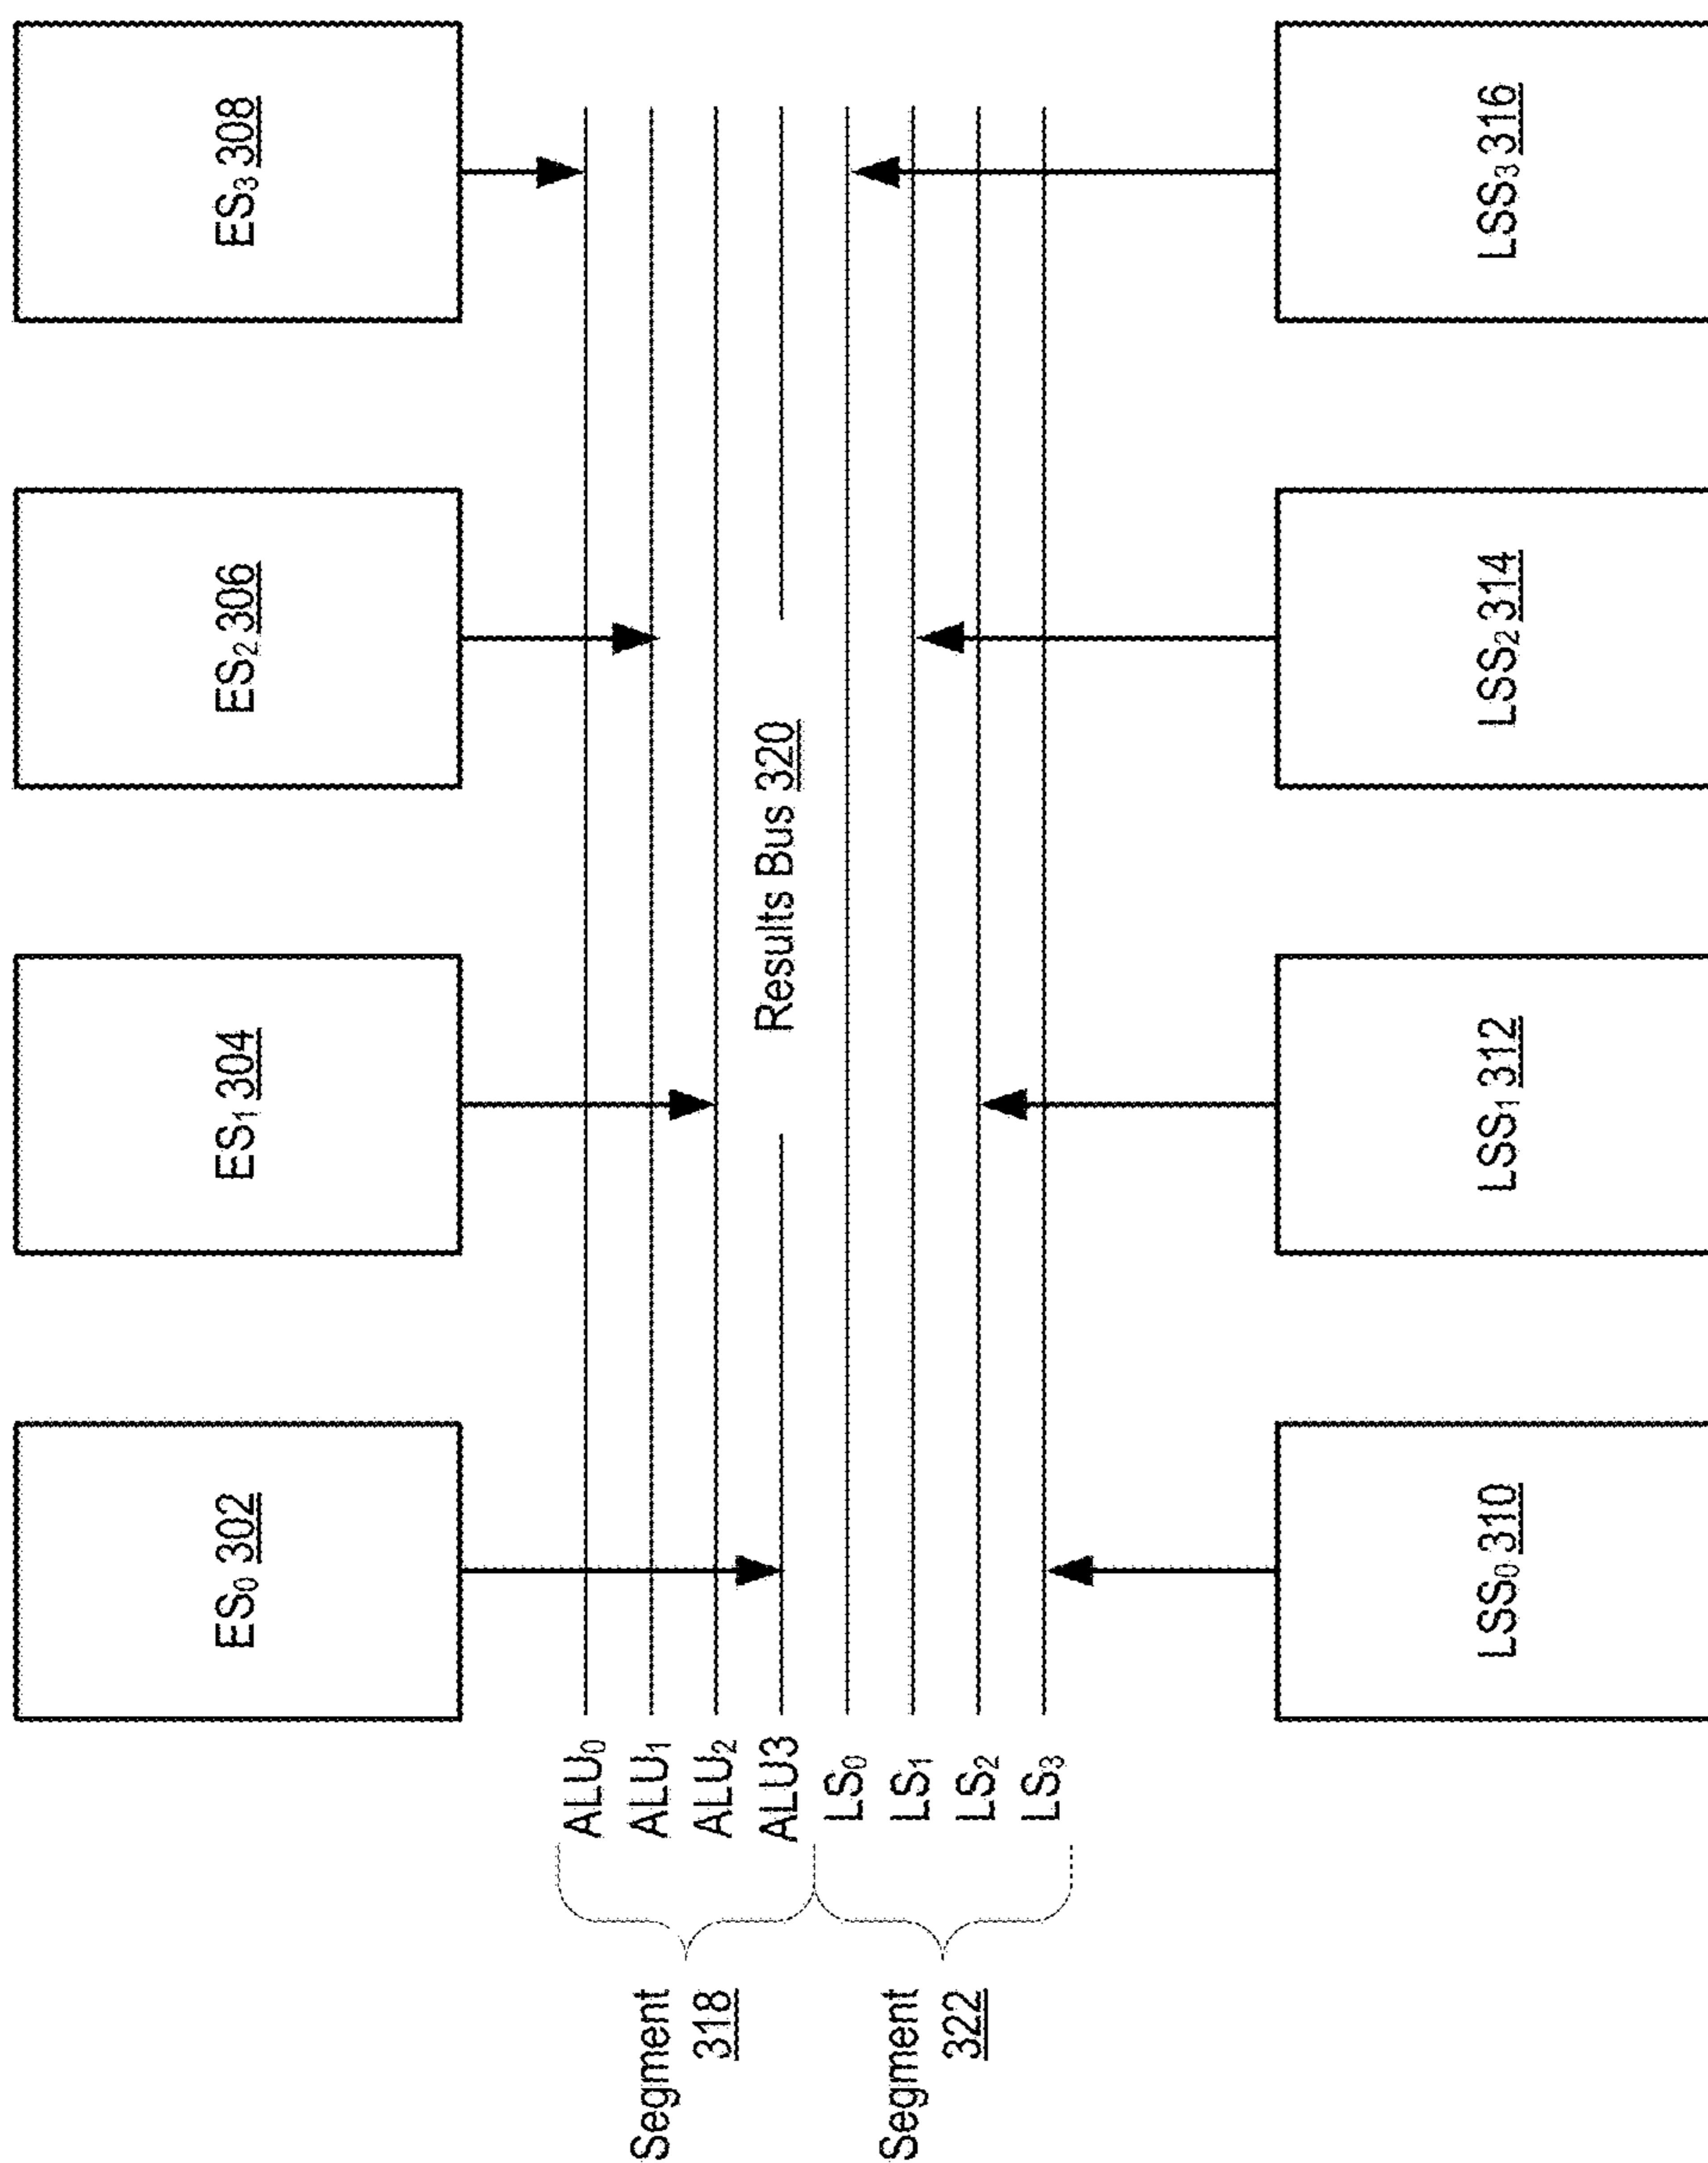 ES₀ 302
ES₁ 304
ES₂ 306
ES₃ 308
Segment
318
ALU₀
ALU₁
ALU₂
ALU3
Results Bus 320
Segment
322
LS₀
LS₁
LS₂
LS₃
LSS₀ 310
LSS₁ 312
LSS₂ 314
LSS₃ 316